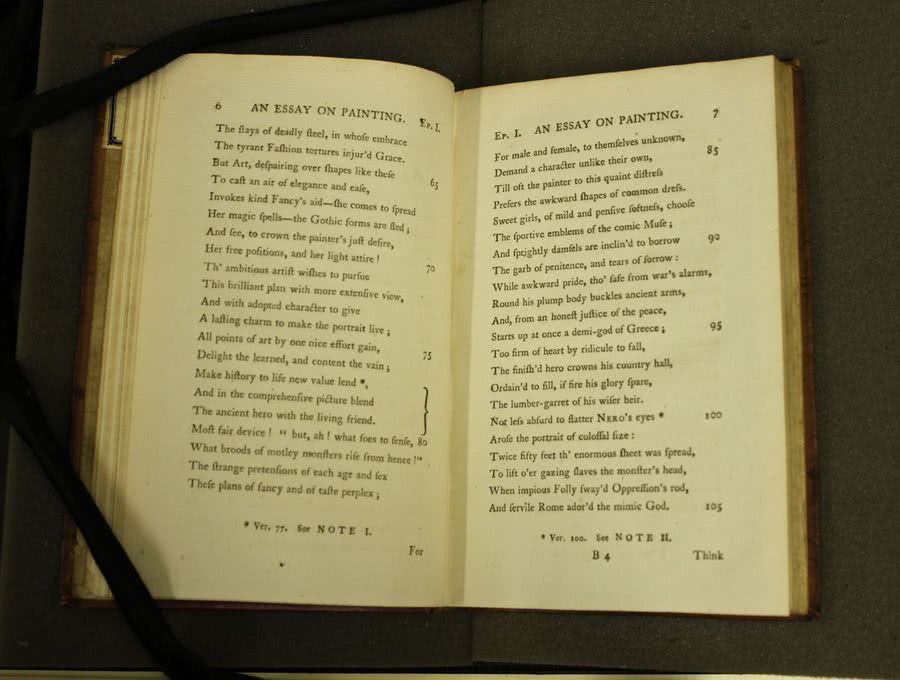 6 AN ESSAY ON PAINTING. Ep. I.
The ſtays of deadly ſteel, in whoſe embrace
The tyrant Faſhion tortures injur'd Grace.
But Art, deſpairing over ſhapes like theſe 65
To caſt an air of elegance and eaſe,
Invokes kind Fancy's aid—ſhe comes to ſpread
Her magic ſpells—the Gothic forms are fled;
And ſee, to crown the painter's juſt deſire,
Her free poſitions, and her light attire! 70
Th' ambitious artiſt wiſhes to purſue
This brilliant plan with more extenſive view,
And with adopted character to give
A laſting charm to make the portrait live;
All points of art by one nice effort gain, 75
Delight the learned, and content the vain;
Make hiſtory to life new value lend *,
And in the comprehenſive picture blend
The ancient hero with the living friend.
Moſt fair device! “ but, ah! what foes to ſenſe, 80
What broods of motley monſters riſe from hence!”
The ſtrange pretenſions of each age and ſex
Theſe plans of fancy and of taſte perplex;
* Ver. 77. See NOTE I.
For
Ep. I. AN ESSAY ON PAINTING. 7
For male and female, to themſelves unknown,
Demand a character unlike their own, 85
Till oft the painter to this quaint diſtreſs
Prefers the awkward ſhapes of common dreſs.
Sweet girls, of mild and penſive ſoftneſs, chooſe
The ſportive emblems of the comic Muſe;
And ſprightly damſels are inclin'd to borrow 90
The garb of penitence, and tears of ſorrow:
While awkward pride, tho' ſafe from war's alarms,
Round his plump body buckles ancient arms,
And, from an honeſt juſtice of the peace,
Starts up at once a demi-god of Greece; 95
Too firm of heart by ridicule to fall,
The finiſh'd hero crowns his country hall,
Ordain'd to fill, if fire his glory ſpare,
The lumber-garret of his wiſer heir.
Not leſs abſurd to flatter NERO's eyes * 100
Aroſe the portrait of coloſſal ſize:
Twice fifty feet th' enormous ſheet was ſpread,
To lift o'er gazing ſlaves the monſter's head,
When impious Folly ſway'd Oppreſſion's rod,
And ſervile Rome ador'd the mimic God. 105
* Ver. 100. See NOTE II.
B 4 Think